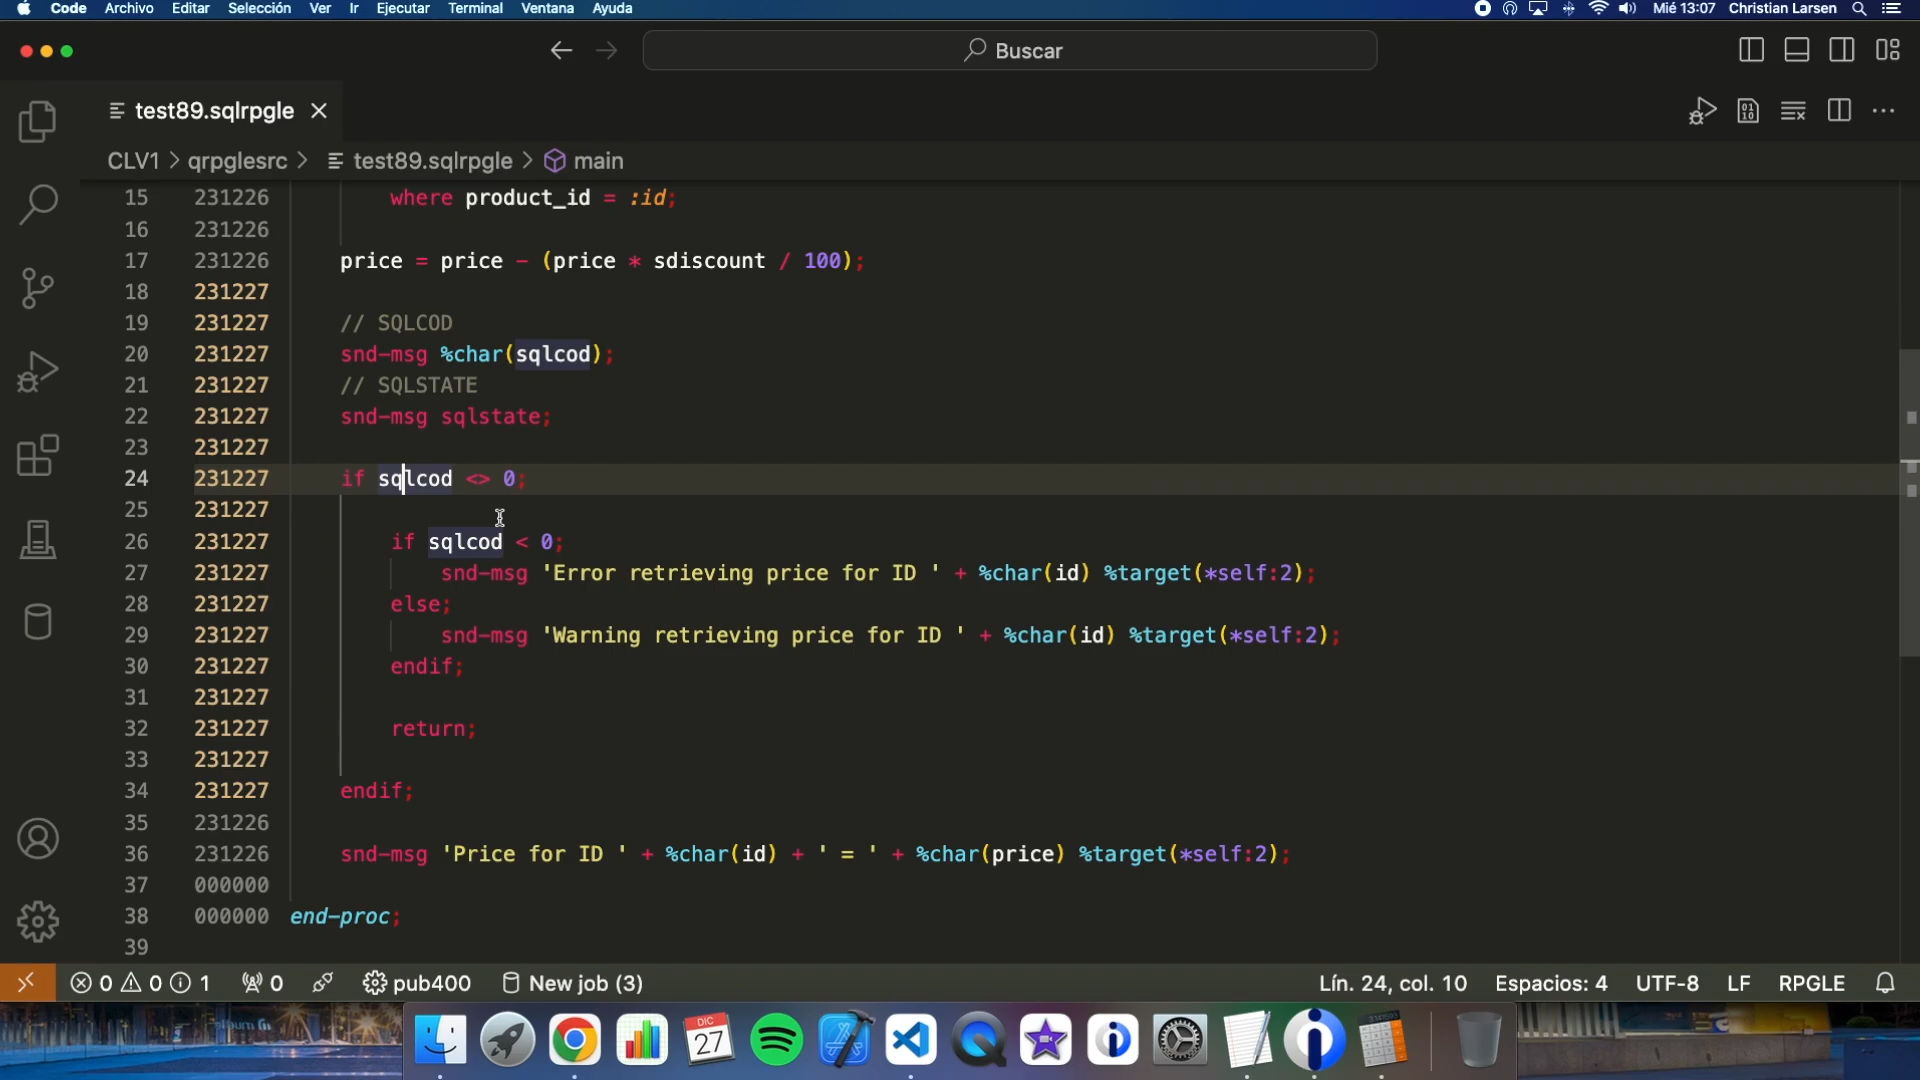 Code Archivo Editar Selección Ver Ir Ejecutar Terminal Ventana Ayuda Mié 13:07 Christian Larsen
Buscar
test89.sqlrpgle
CLV1 > qrpglesrc > test89.sqlrpgle > main
15 231226 where product_id = :id;
16 231226
17 231226 price = price - (price * sdiscount / 100);
18 231227
19 231227 // SQLCOD
20 231227 snd-msg %char(sqlcod);
21 231227 // SQLSTATE
22 231227 snd-msg sqlstate;
23 231227
24 231227 if sqlcod <> 0;
25 231227
26 231227 if sqlcod < 0;
27 231227 snd-msg 'Error retrieving price for ID ' + %char(id) %target(*self:2);
28 231227 else;
29 231227 snd-msg 'Warning retrieving price for ID ' + %char(id) %target(*self:2);
30 231227 endif;
31 231227
32 231227 return;
33 231227
34 231227 endif;
35 231226
36 231226 snd-msg 'Price for ID ' + %char(id) + ' = ' + %char(price) %target(*self:2);
37 000000
38 000000 end-proc;
39
0 0 1 0 pub400 New job (3) Lín. 24, col. 10 Espacios: 4 UTF-8 LF RPGLE
DIC
27